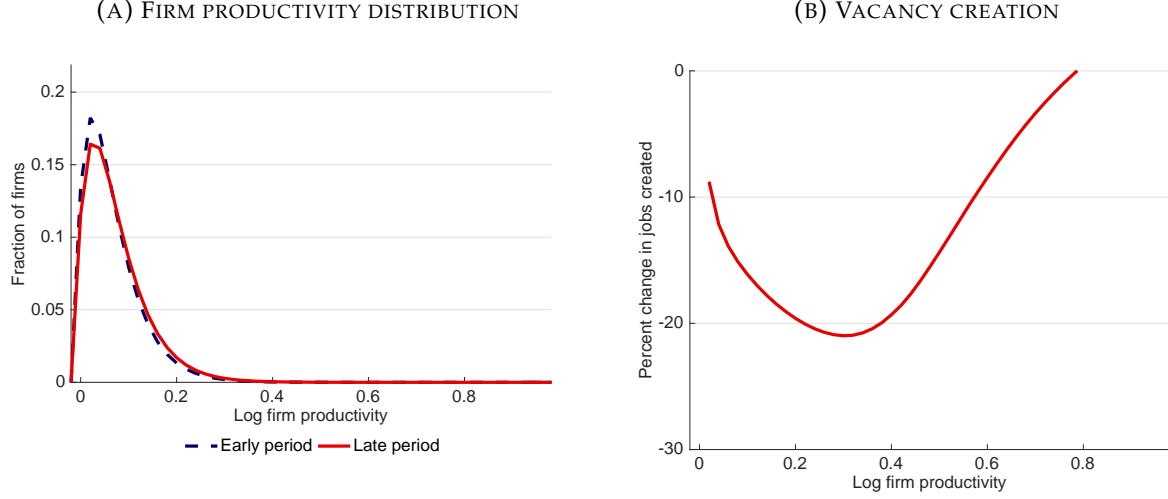 (A) FIRM PRODUCTIVITY DISTRIBUTION
Fraction of firms
0.2
0.15
0.1
0.05
0
0 0.2 0.4 0.6 0.8
Log firm productivity
Early period Late period
(B) VACANCY CREATION
Percent change in jobs created
0
-10
-20
-30
0 0.2 0.4 0.6 0.8
Log firm productivity